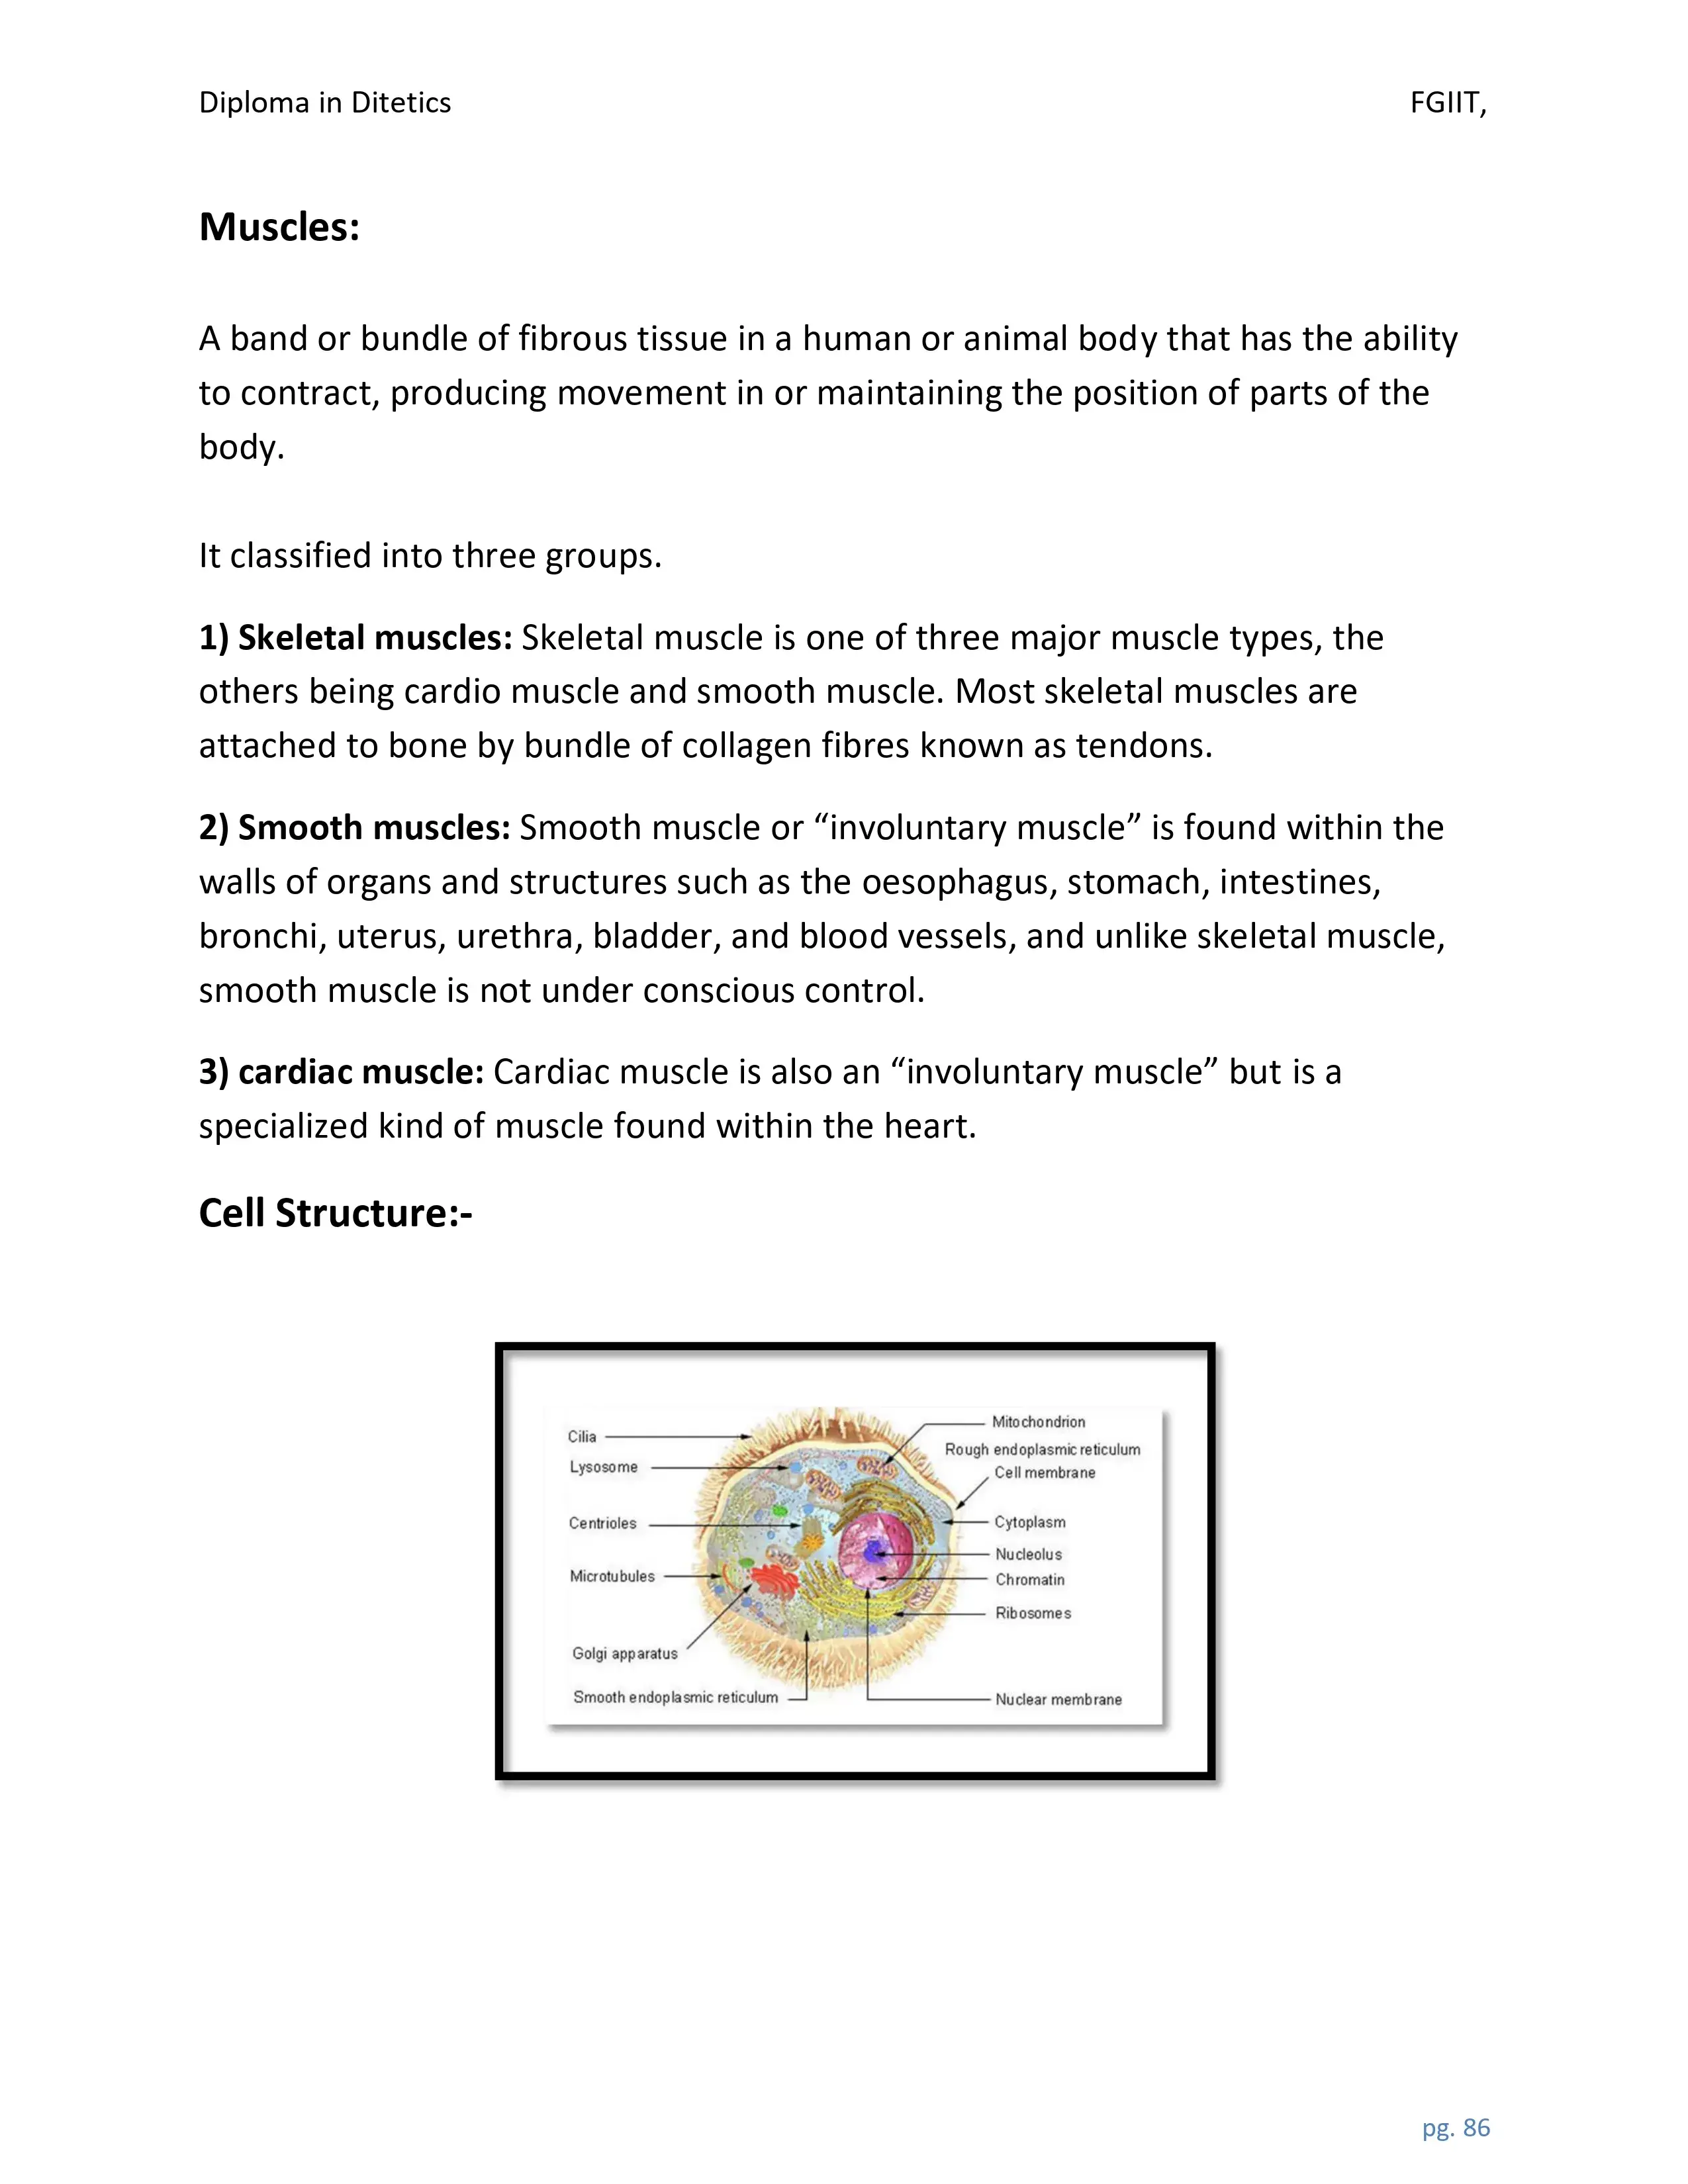 Diploma in Ditetics FGIIT,
Muscles:
A band or bundle of fibrous tissue in a human or animal body that has the ability
to contract, producing movement in or maintaining the position of parts of the
body.
It classified into three groups.
1) Skeletal muscles: Skeletal muscle is one of three major muscle types, the
others being cardio muscle and smooth muscle. Most skeletal muscles are
attached to bone by bundle of collagen fibres known as tendons.
2) Smooth muscles: Smooth muscle or “involuntary muscle” is found within the
walls of organs and structures such as the oesophagus, stomach, intestines,
bronchi, uterus, urethra, bladder, and blood vessels, and unlike skeletal muscle,
smooth muscle is not under conscious control.
3) cardiac muscle: Cardiac muscle is also an “involuntary muscle” but is a
specialized kind of muscle found within the heart.
Cell Structure:-
Cilia
Lysosome
Centrioles
Microtubules
Golgi apparatus
Smooth endoplasmic reticulum
Mitochondrion
Rough endoplasmic reticulum
Cell membrane
Cytoplasm
Nucleolus
Chromatin
Ribosomes
Nuclear membrane
pg. 86